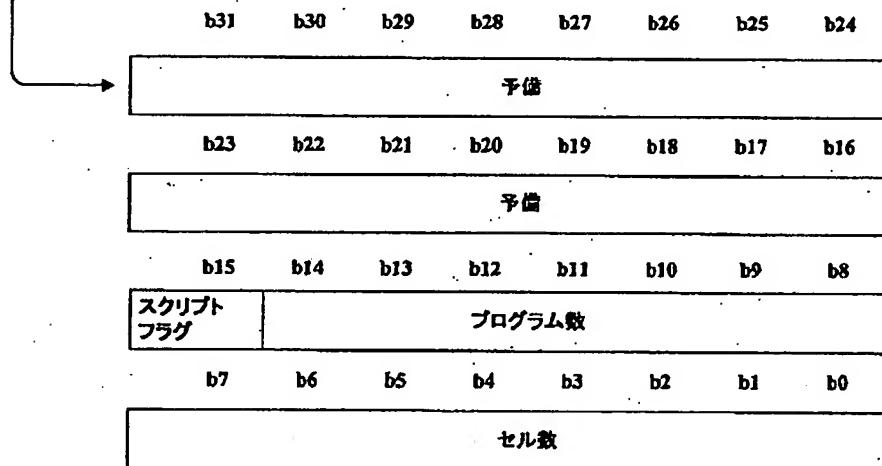 b31 b30 b29 b28 b27 b26 b25 b24
予備
b23 b22 b21 b20 b19 b18 b17 b16
予備
b15 b14 b13 b12 b11 b10 b9 b8
スクリプト
フラグ
プログラム数
b7 b6 b5 b4 b3 b2 b1 b0
セル数